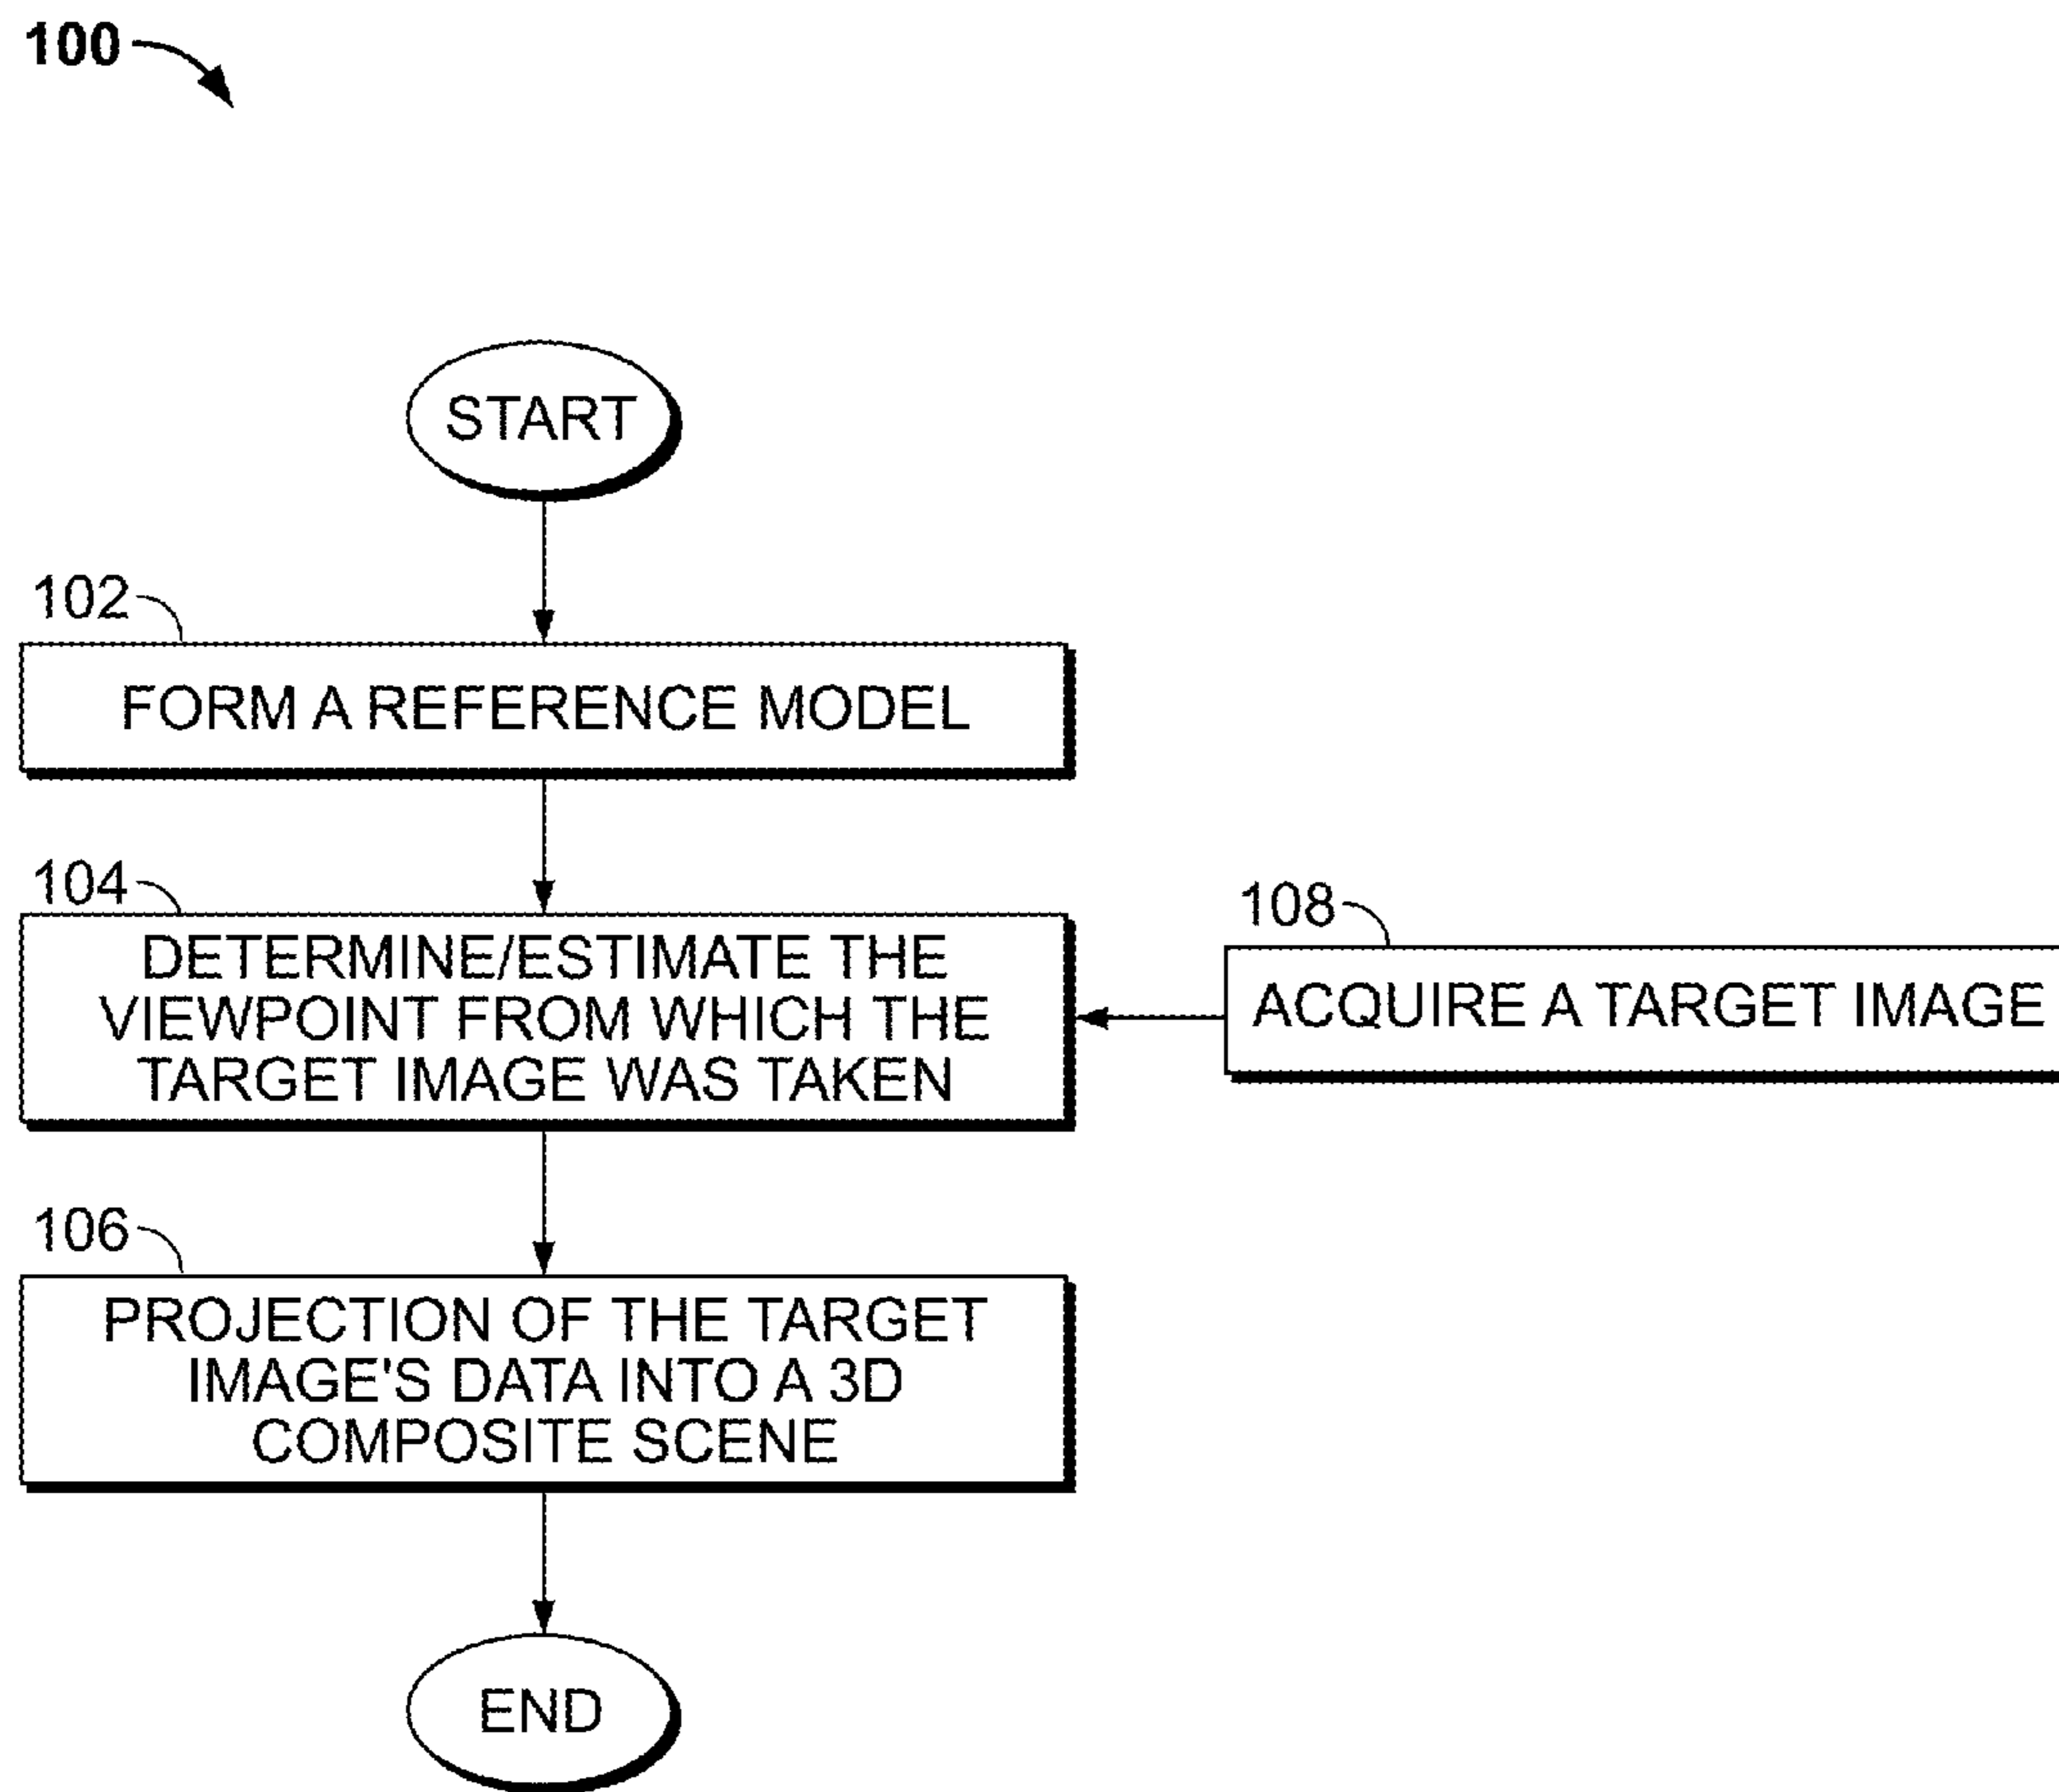 100
START
102
FORM A REFERENCE MODEL
104
DETERMINE/ESTIMATE THE
VIEWPOINT FROM WHICH THE
TARGET IMAGE WAS TAKEN
108
ACQUIRE A TARGET IMAGE
106
PROJECTION OF THE TARGET
IMAGE'S DATA INTO A 3D
COMPOSITE SCENE
END